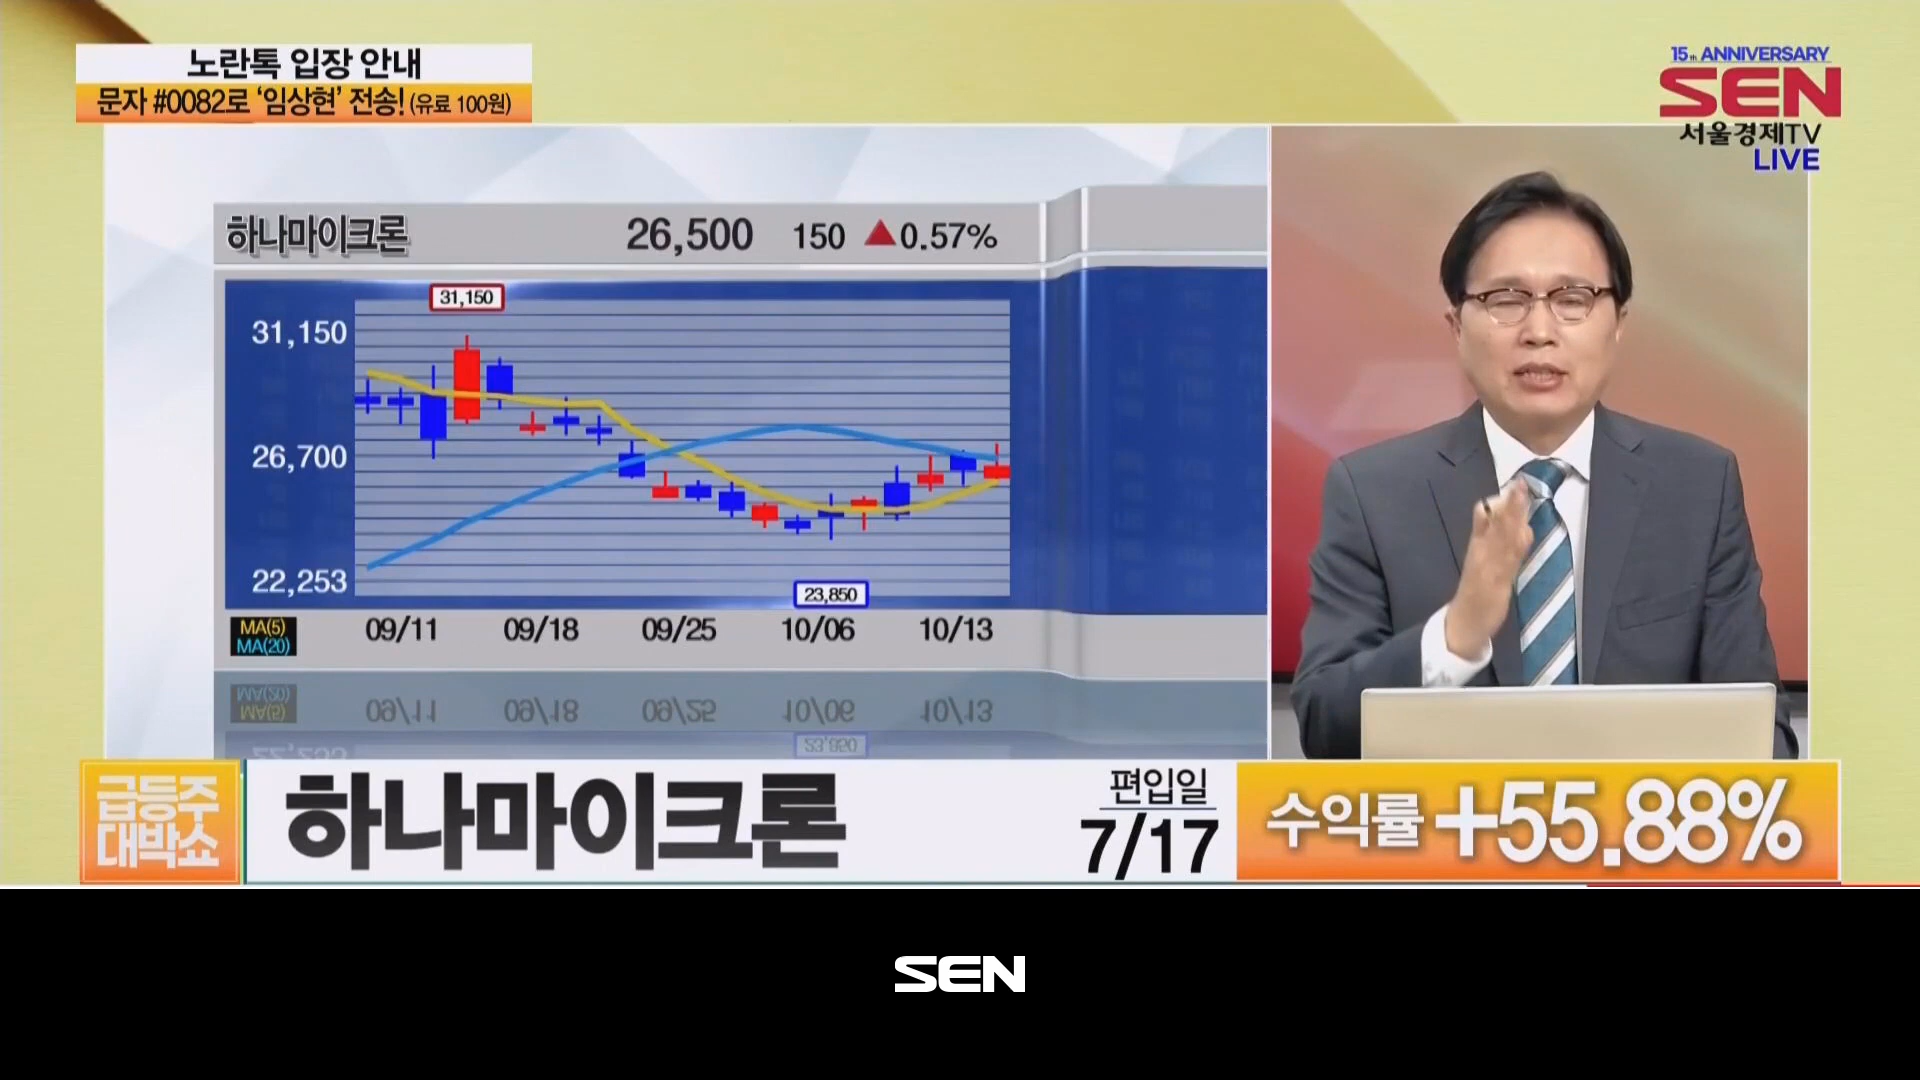 노란톡 입장 안내
문자 #0082로 '임상현' 전송! (유료 100원)
15th ANNIVERSARY
SEN
서울경제TV
LIVE
하나마이크론 26,500 150 ▲0.57%
31,150
31,150
26,700
22,253
23,850
MA(5)
MA(20)
09/11 09/18 09/25 10/06 10/13
급등주
대박쇼
하나마이크론
편입일
7/17
수익률 +55.88%
SEN